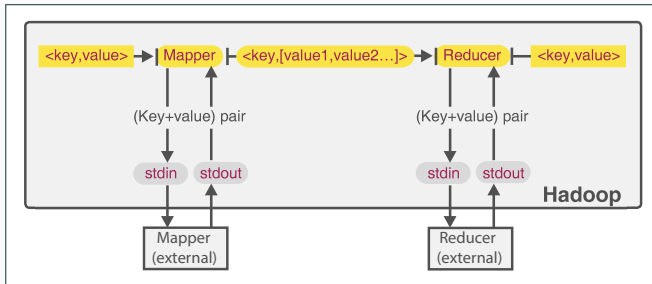 <key,value>
Mapper
<key,[value1,value2...]>
Reducer
<key,value>
(Key+value) pair
(Key+value) pair
stdin
stdout
stdin
stdout
Hadoop
Mapper
(external)
Reducer
(external)